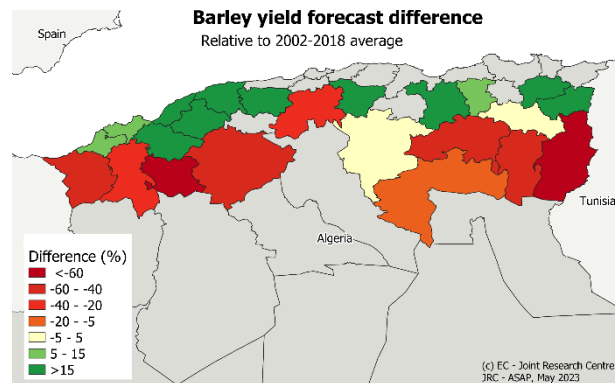 Barley yield forecast difference
Relative to 2002-2018 average
Spain
Tunisia
Algeria
Difference (%)
<-60
-60 - -40
-40 - -20
-20 - -5
-5 - 5
5 - 15
>15
(c) EC - Joint Research Centre
JRC - ASAP, May 2023